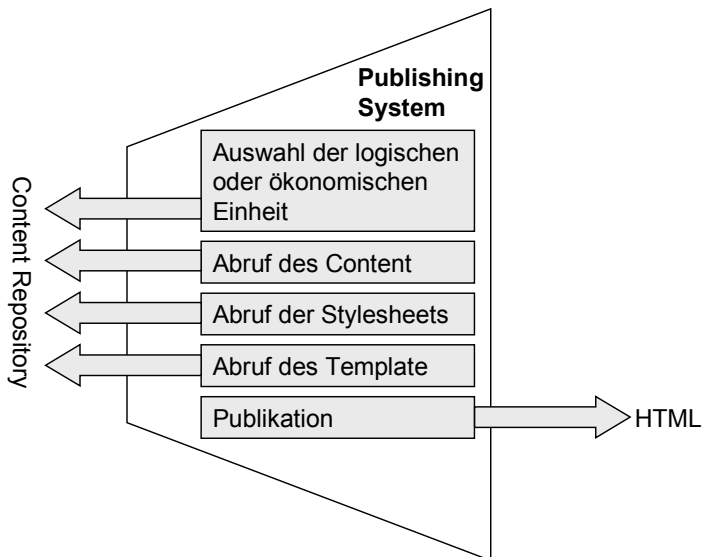 Publishing
System
Auswahl der logischen
oder ökonomischen
Einheit
Content Repository
Abruf des Content
Abruf der Stylesheets
Abruf des Template
Publikation
HTML